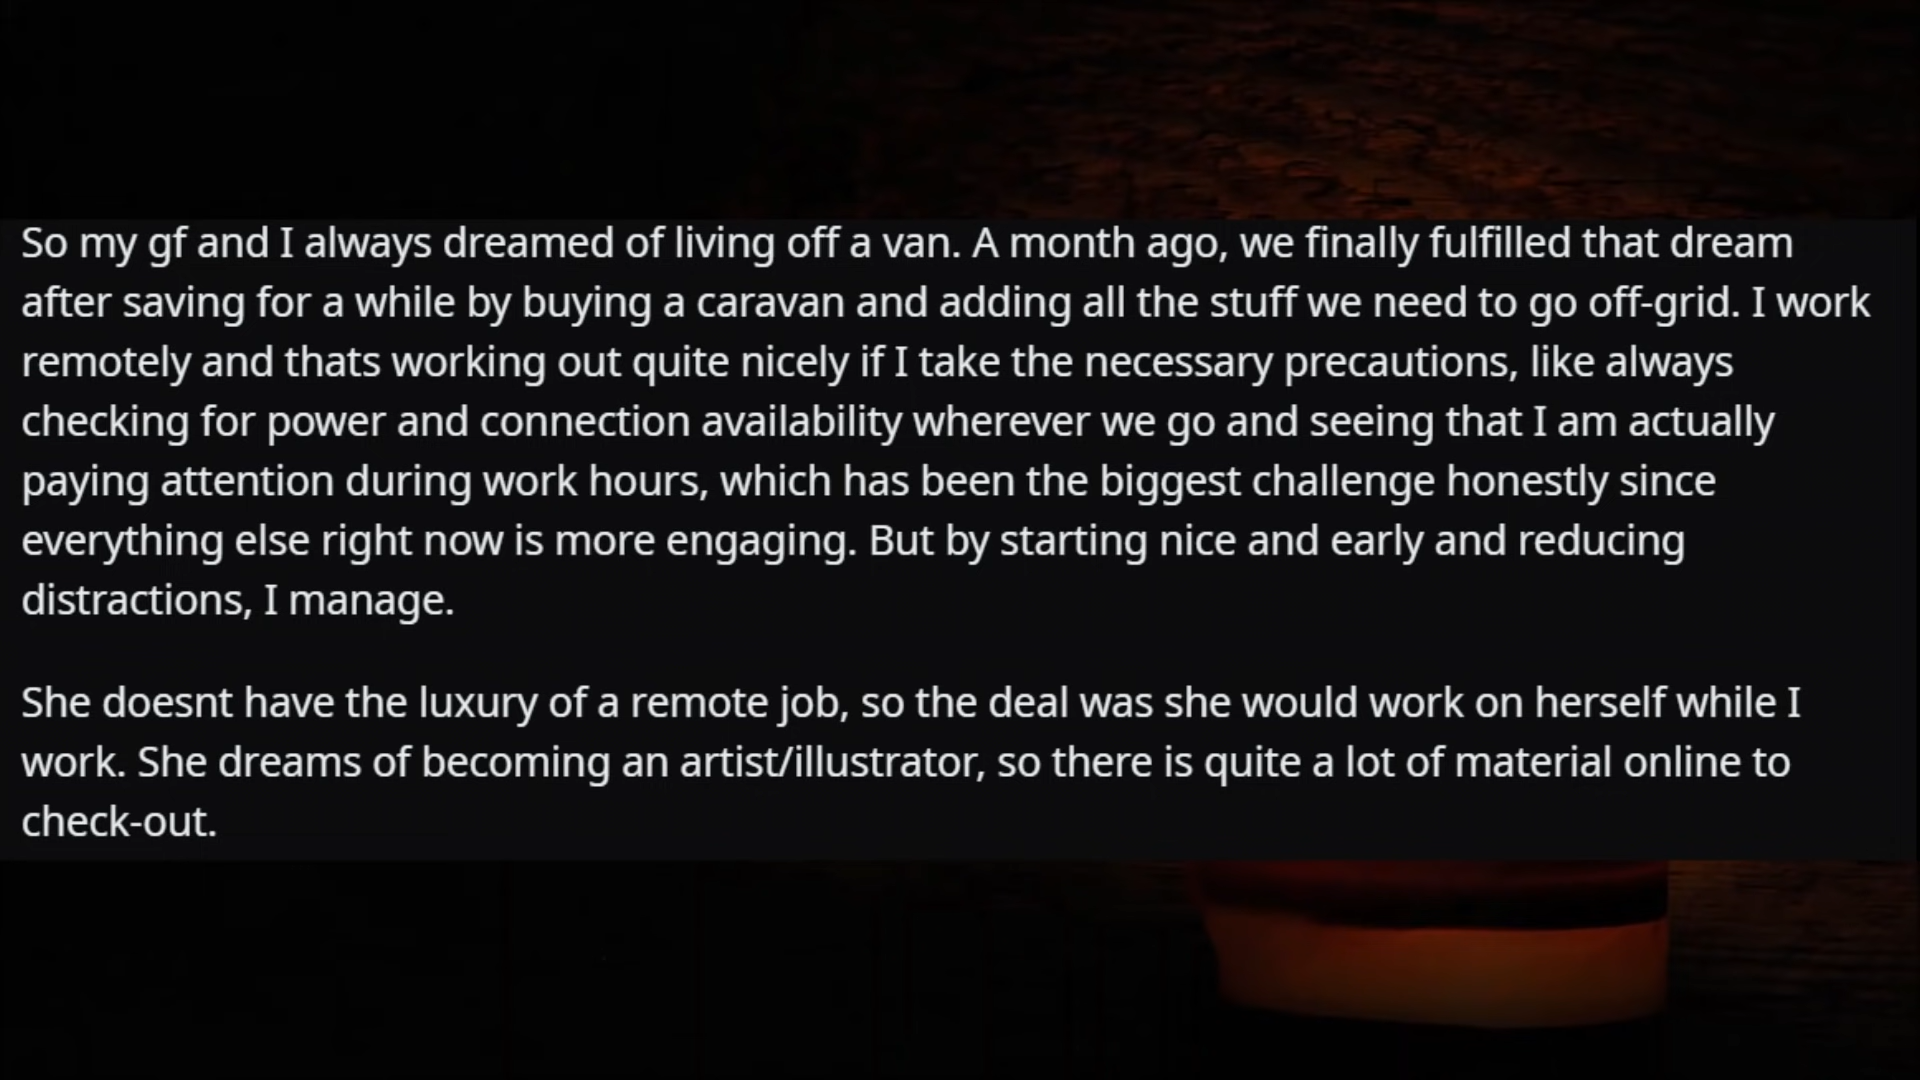 So my gf and I always dreamed of living off a van. A month ago, we finally fulfilled that dream
after saving for a while by buying a caravan and adding all the stuff we need to go off-grid. I work
remotely and thats working out quite nicely if I take the necessary precautions, like always
checking for power and connection availability wherever we go and seeing that I am actually
paying attention during work hours, which has been the biggest challenge honestly since
everything else right now is more engaging. But by starting nice and early and reducing
distractions, I manage.
She doesnt have the luxury of a remote job, so the deal was she would work on herself while I
work. She dreams of becoming an artist/illustrator, so there is quite a lot of material online to
check-out.